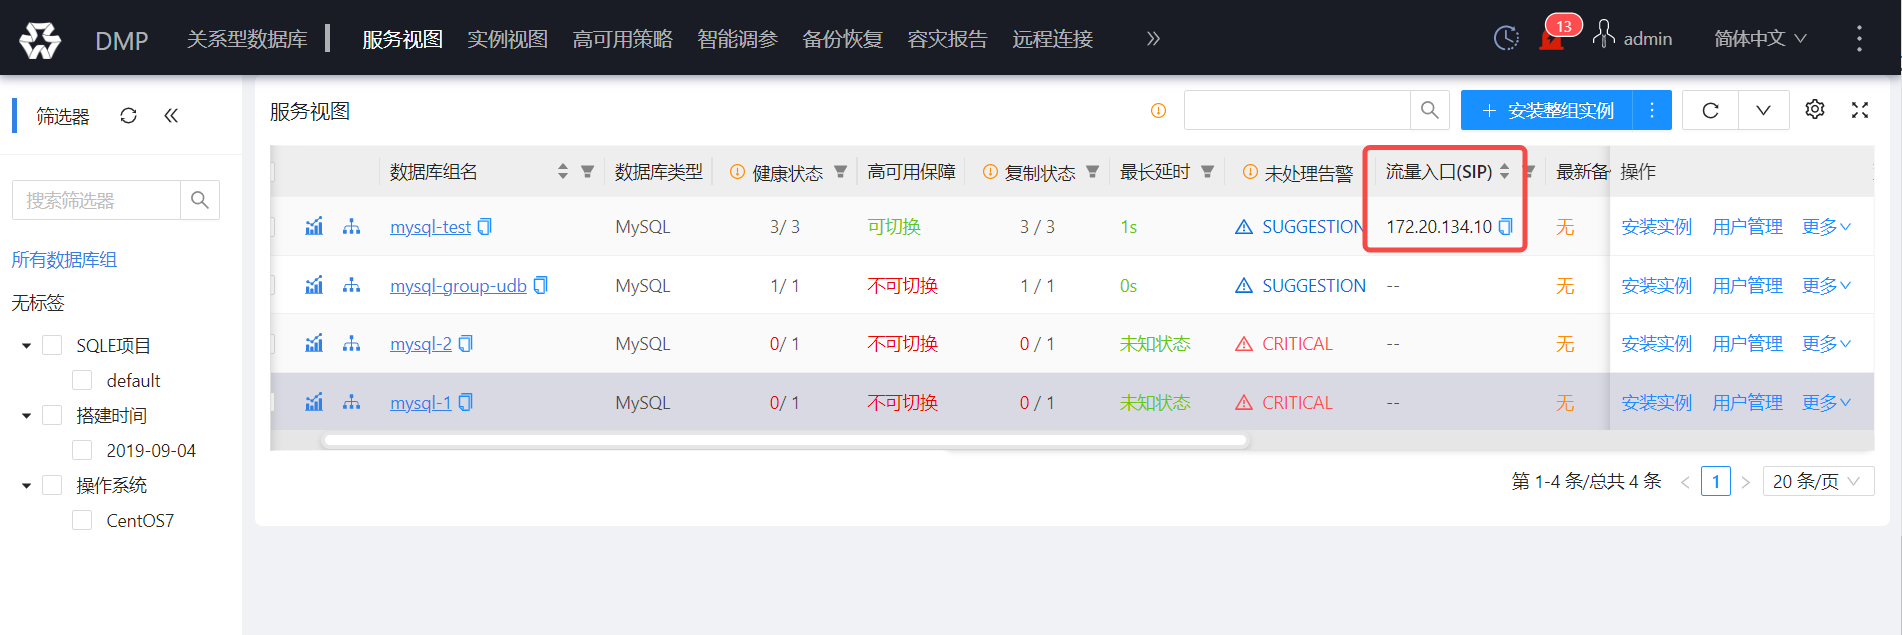 DMP 关系型数据库 服务视图 实例视图 高可用策略 智能调参 备份恢复 容灾报告 远程连接 13 admin 简体中文
筛选器
搜索筛选器
所有数据库组
无标签
SQLE项目
default
搭建时间
2019-09-04
操作系统
CentOS7
服务视图 安装整组实例
数据库组名 数据库类型 健康状态 高可用保障 复制状态 最长延时 未处理告警 流量入口(SIP) 最新备 操作
mysql-test MySQL 3/ 3 可切换 3 / 3 1s SUGGESTION 172.20.134.10 无 安装实例 用户管理 更多
mysql-group-udb MySQL 1/ 1 不可切换 1 / 1 0s SUGGESTION -- 无 安装实例 用户管理 更多
mysql-2 MySQL 0/ 1 不可切换 0 / 1 未知状态 CRITICAL -- 无 安装实例 用户管理 更多
mysql-1 MySQL 0/ 1 不可切换 0 / 1 未知状态 CRITICAL -- 无 安装实例 用户管理 更多
第 1-4 条/总共 4 条 < 1 > 20 条/页